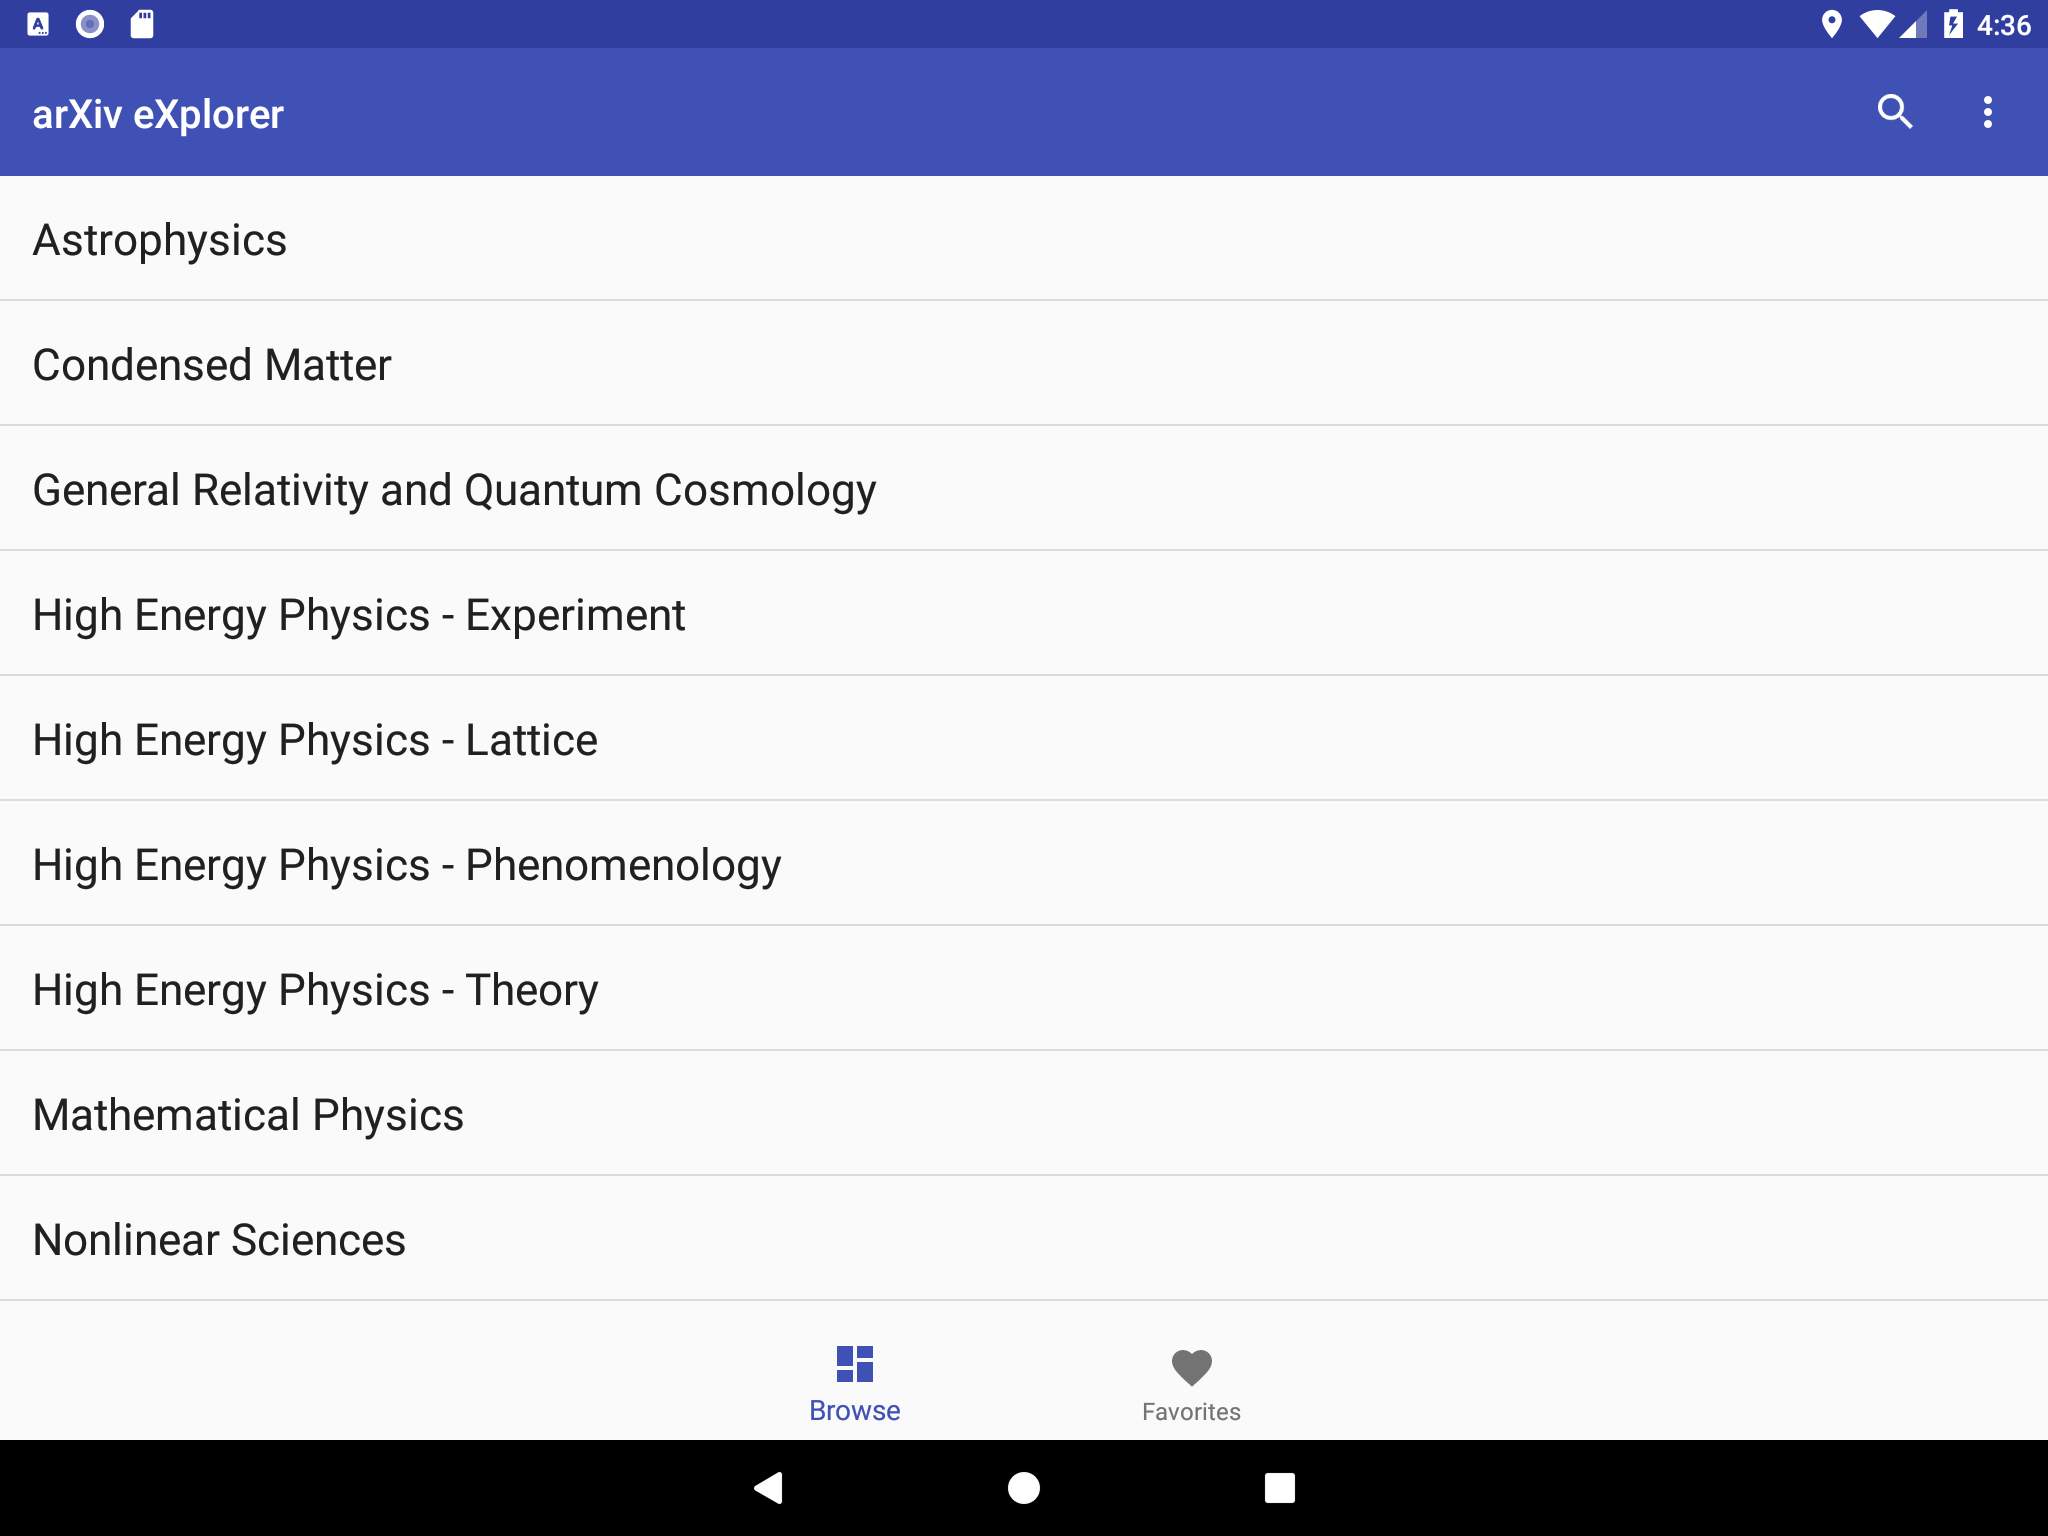 4:36
arXiv eXplorer
Astrophysics
Condensed Matter
General Relativity and Quantum Cosmology
High Energy Physics - Experiment
High Energy Physics - Lattice
High Energy Physics - Phenomenology
High Energy Physics - Theory
Mathematical Physics
Nonlinear Sciences
Browse
Favorites